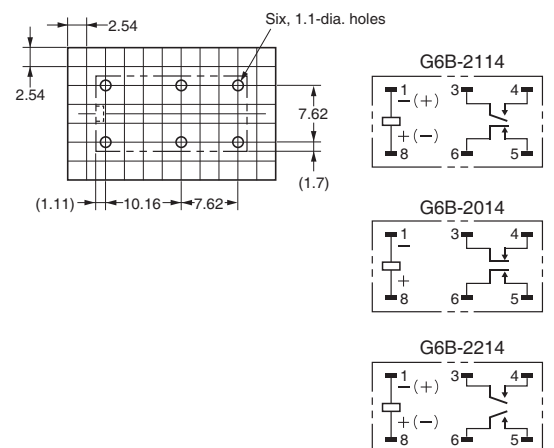 2.54
Six, 1.1-dia. holes
2.54
7.62
(1.7)
(1.11) 10.16 7.62
G6B-2114
1 3 4
−(+)
+(−)
8 6 5
G6B-2014
1 3 4
−
+
8 6 5
G6B-2214
1 3 4
−(+)
+(−)
8 6 5